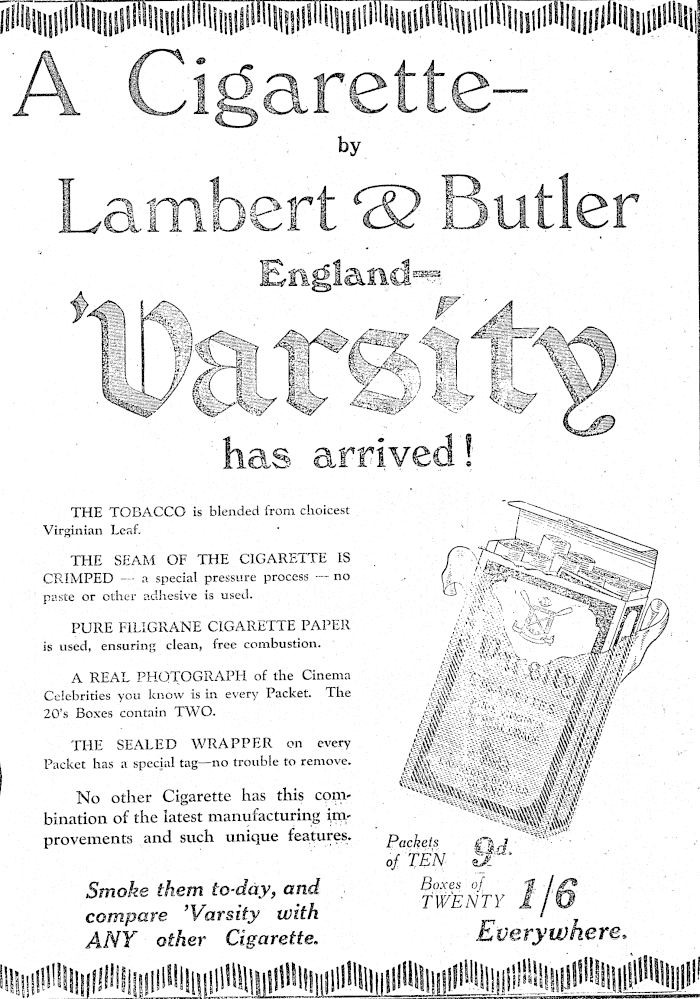 A Cigarette—
by
Lambert & Butler
England—
'Varsity
has arrived!
THE TOBACCO is blended from choicest
Virginian Leaf.
THE SEAM OF THE CIGARETTE IS
CRIMPED — a special pressure process — no
paste or other adhesive is used.
PURE FILIGRANE CIGARETTE PAPER
is used, ensuring clean, free combustion.
A REAL PHOTOGRAPH of the Cinema
Celebrities you know is in every Packet. The
20's Boxes contain TWO.
THE SEALED WRAPPER on every
Packet has a special tag—no trouble to remove.
No other Cigarette has this com-
bination of the latest manufacturing im-
provements and such unique features.
Smoke them to-day, and
compare 'Varsity with
ANY other Cigarette.
Varsity
CIGARETTES
Packets
of TEN 9d.
Boxes of
TWENTY 1/6
Everywhere.